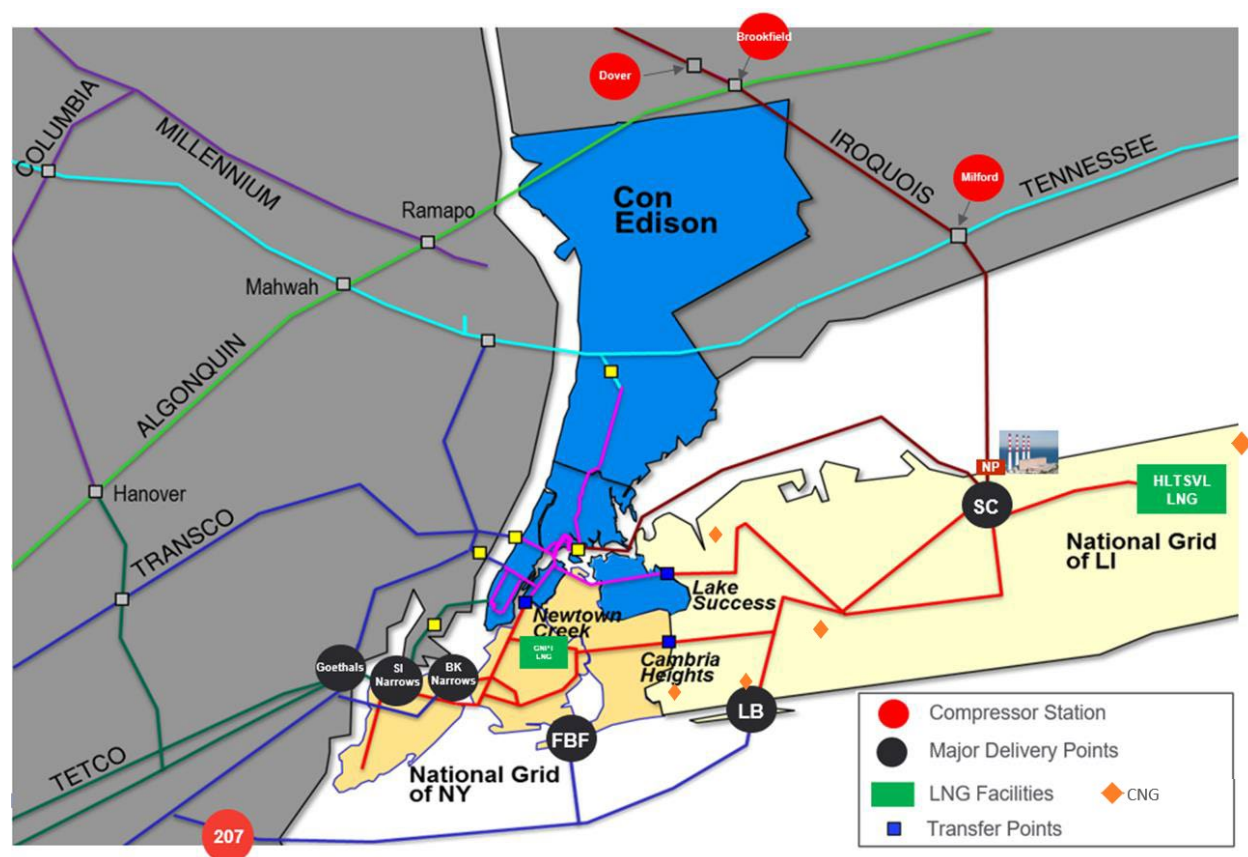 Brookfield
Dover
COLUMBIA
MILLENNIUM
IROQUOIS
TENNESSEE
Milford
Con
Edison
Ramapo
Mahwah
ALGONQUIN
Hanover
TRANSCO
NP
SC
HLTSVL
LNG
National Grid
of LI
Lake
Success
Newtown
Creek
LNG
Cambria
Heights
Goethals
SI
Narrows
BK
Narrows
LB
FBF
TETCO
National Grid
of NY
207
Compressor Station
Major Delivery Points
LNG Facilities
CNG
Transfer Points